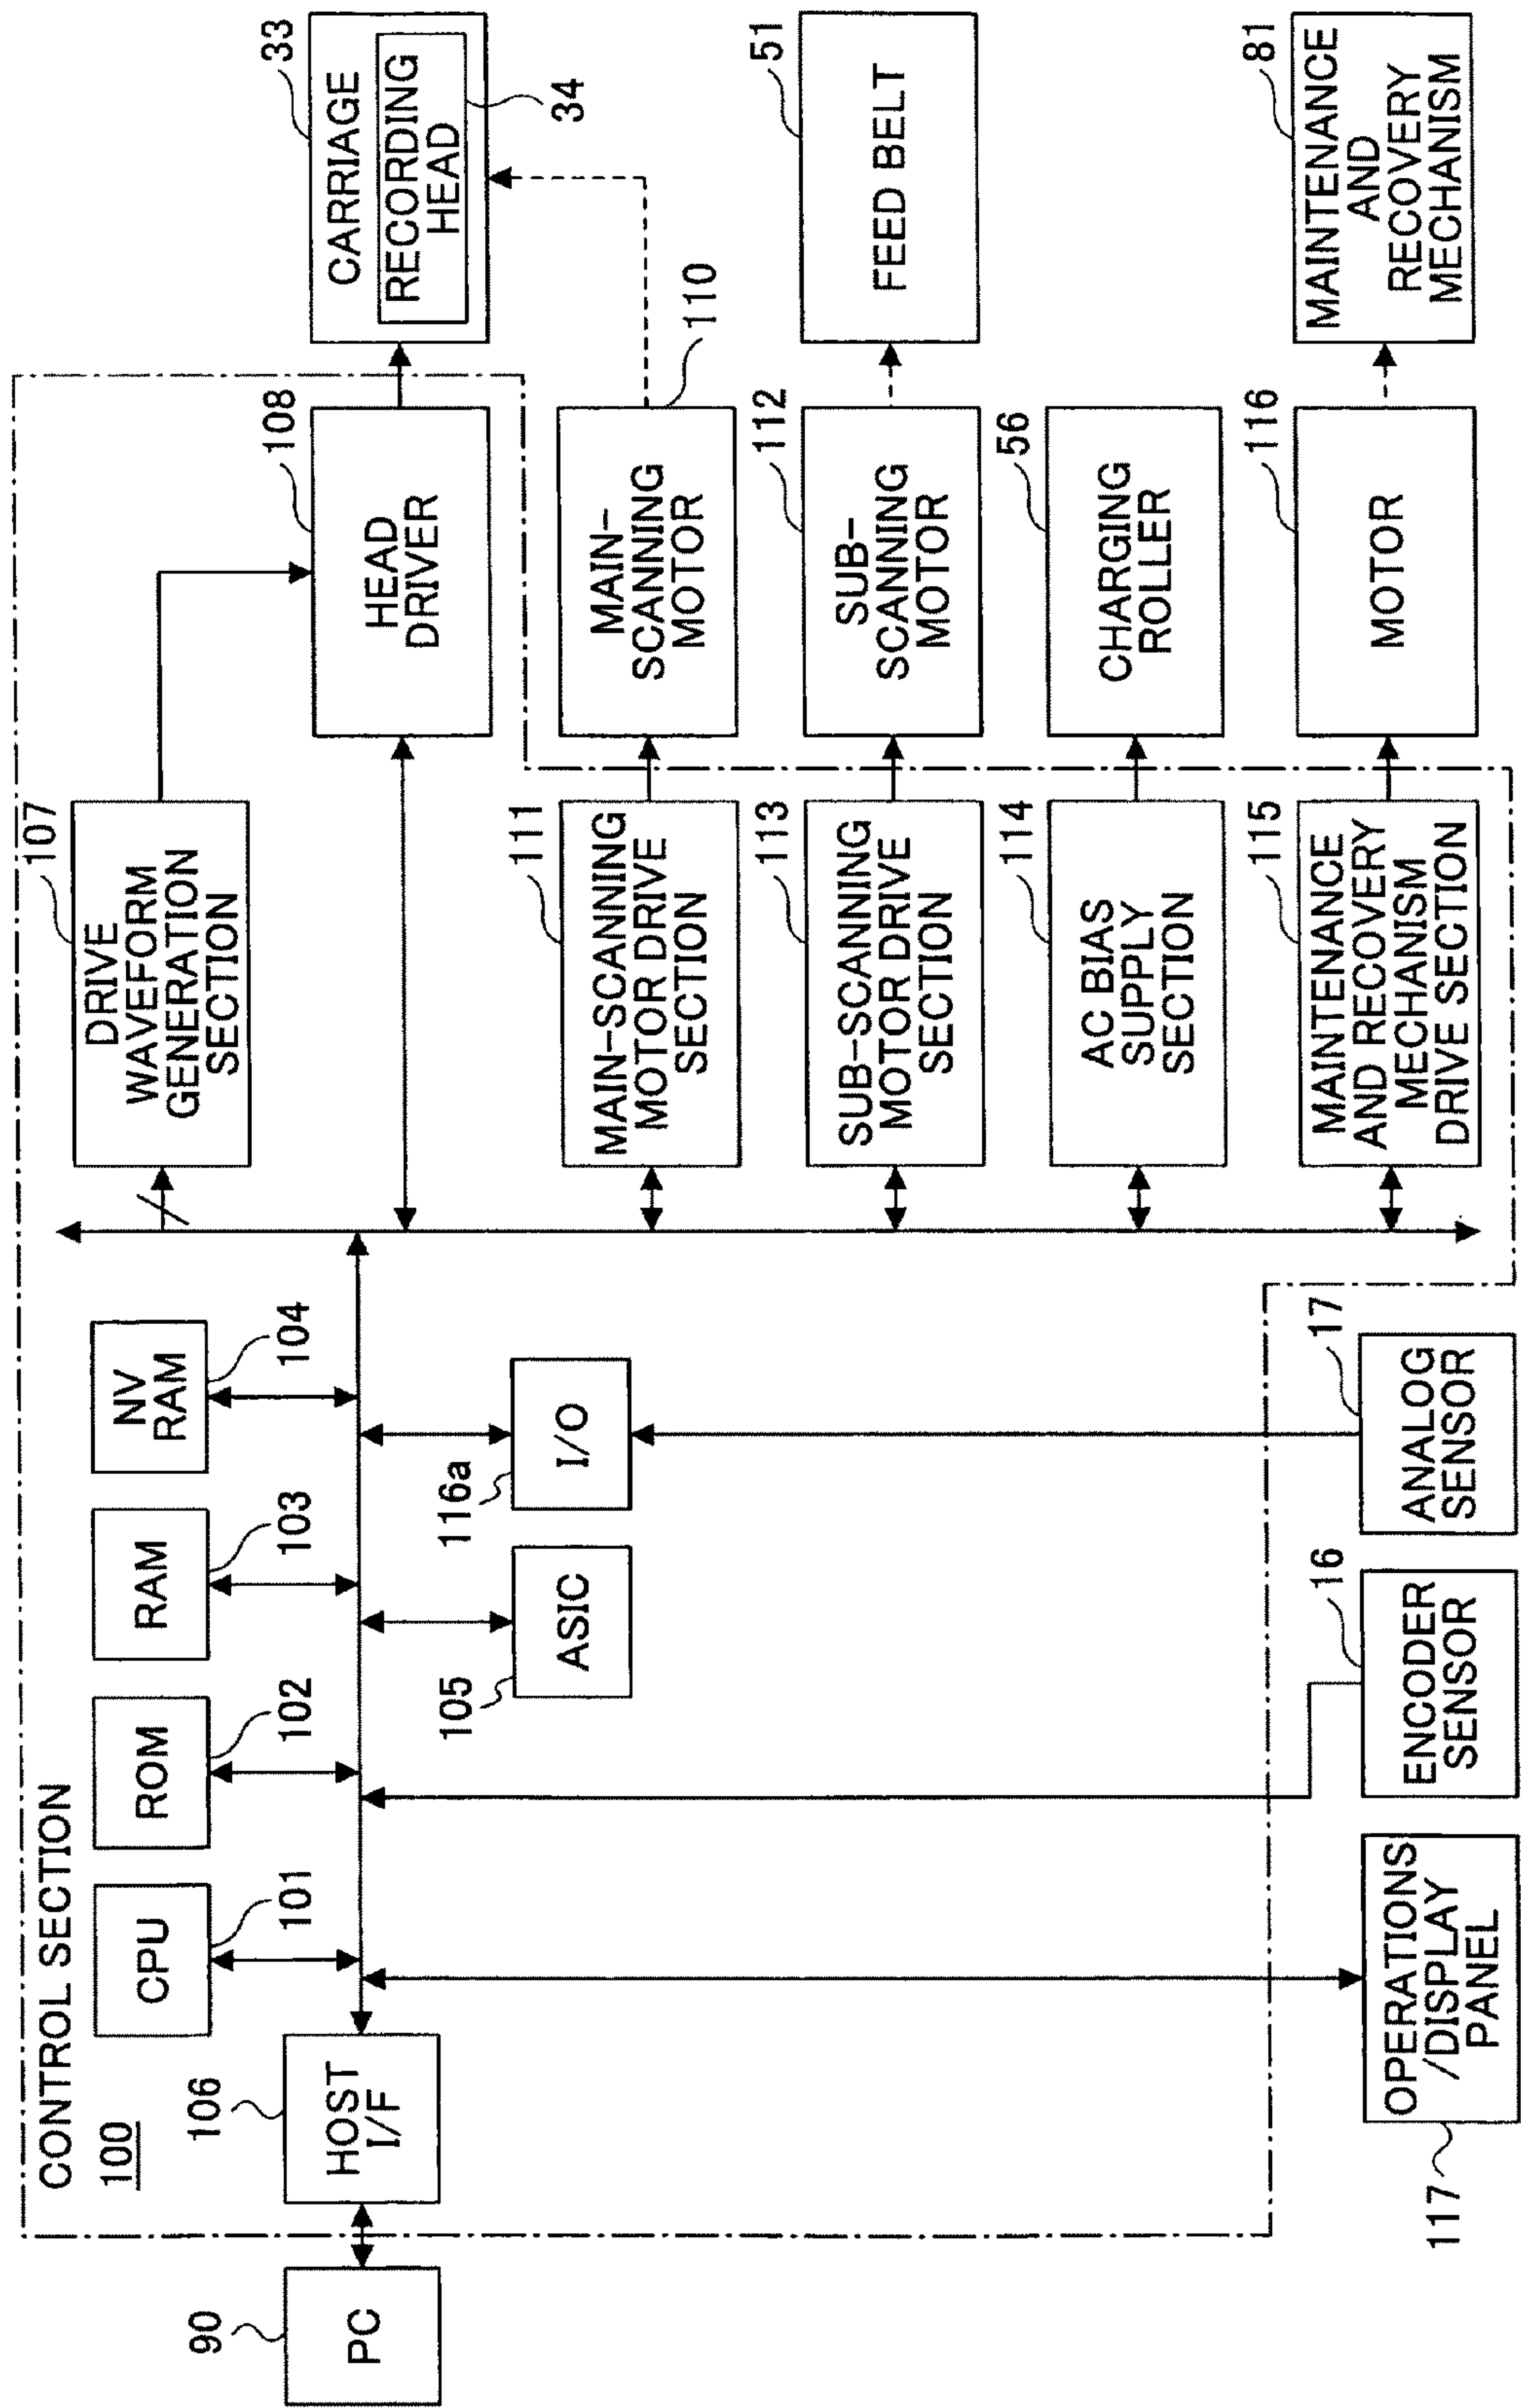 CONTROL SECTION
100
90
PC
106
HOST
I/F
CPU
101
ROM
102
RAM
103
NV
RAM
104
105
ASIC
116a
I/O
117
OPERATIONS
/DISPLAY
PANEL
16
ENCODER
SENSOR
17
ANALOG
SENSOR
107
DRIVE
WAVEFORM
GENERATION
SECTION
108
HEAD
DRIVER
33
CARRIAGE
RECORDING
HEAD
34
111
MAIN-SCANNING
MOTOR DRIVE
SECTION
110
MAIN-
SCANNING
MOTOR
113
SUB-SCANNING
MOTOR DRIVE
SECTION
112
SUB-
SCANNING
MOTOR
51
FEED BELT
114
AC BIAS
SUPPLY
SECTION
56
CHARGING
ROLLER
115
MAINTENANCE
AND RECOVERY
MECHANISM
DRIVE SECTION
116
MOTOR
81
MAINTENANCE
AND
RECOVERY
MECHANISM